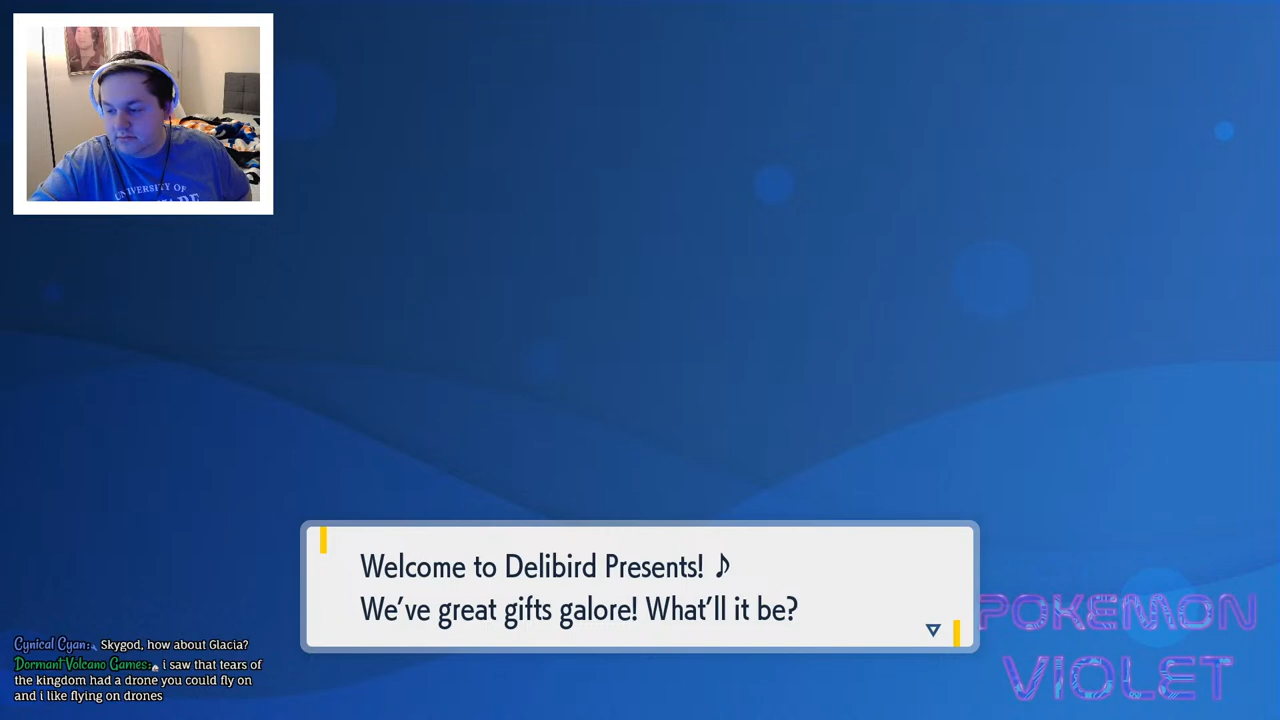 UNIVERSITY OF
Welcome to Delibird Presents! ♪
We've great gifts galore! What'll it be?
POKEMON
VIOLET
Cynical Cyan: Skygod, how about Glacia?
Dormant Volcano Games: i saw that tears of
the kingdom had a drone you could fly on
and i like flying on drones